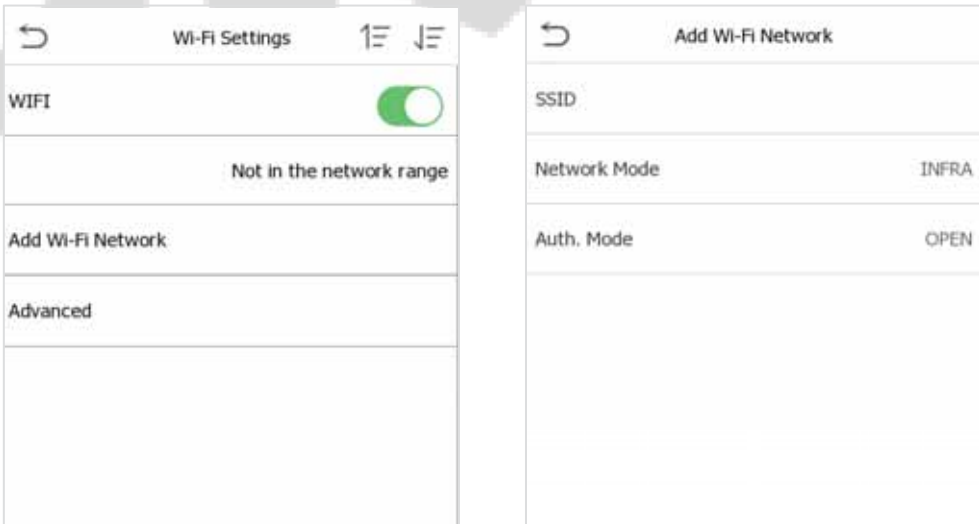 Wi-Fi Settings
WIFI
Not in the network range
Add Wi-Fi Network
Advanced
Add Wi-Fi Network
SSID
Network Mode INFRA
Auth. Mode OPEN